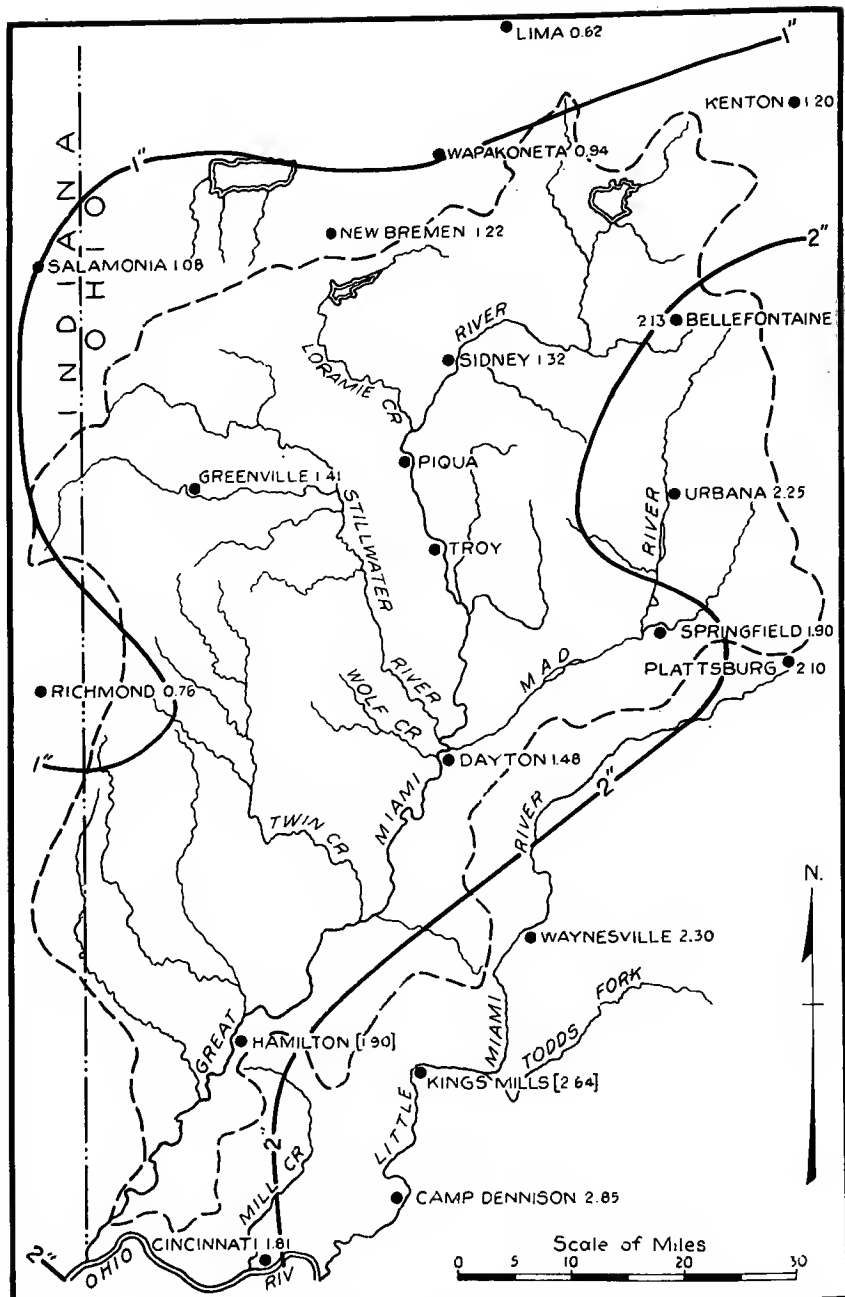 LIMA 0.62
1"
KENTON 1.20
1"
WAPAKONETA 0.94
INDIANA
OHIO
NEW BREMEN 1.22
2"
SALAMONIA 1.08
RIVER
2.13 BELLEFONTAINE
SIDNEY 1.32
LORAMIE CR
PIQUA
GREENVILLE 1.41
STILLWATER
RIVER
URBANA 2.25
TROY
RIVER
SPRINGFIELD 1.90
MAD
PLATTSBURG 2.10
RICHMOND 0.76
WOLF CR
1"
DAYTON 1.48
2"
MIAMI
RIVER
TWIN CR
N.
WAYNESVILLE 2.30
FORK
TODDS
MIAMI
GREAT
HAMILTON [1.90]
KINGS MILLS [2.64]
LITTLE
2"
MILL CR
CAMP DENNISON 2.85
CINCINNATI 1.81
2"
OHIO
RIV
Scale of Miles
0 5 10 20 30